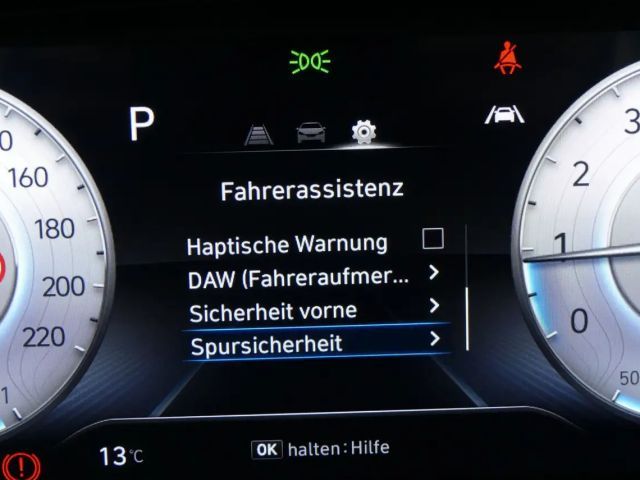 P
Fahrerassistenz
Haptische Warnung
DAW (Fahreraufmer...
Sicherheit vorne
Spursicherheit
160
180
200
220
3
2
1
0
50
13°C
OK halten:Hilfe